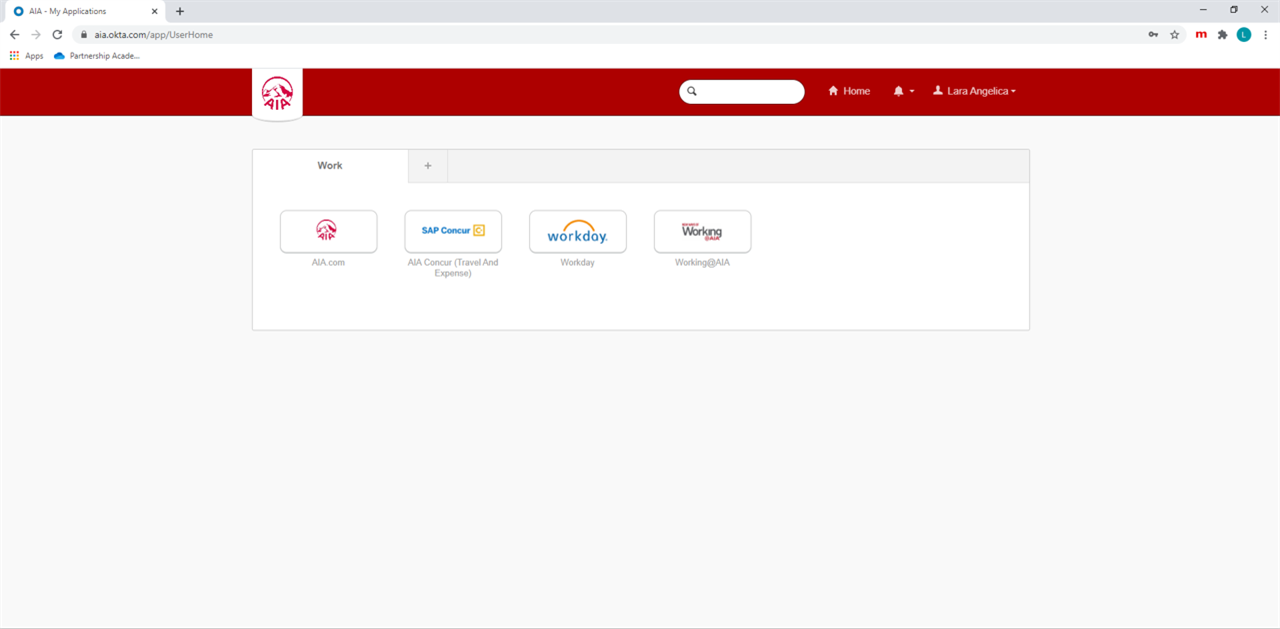 AIA - My Applications
aia.okta.com/app/UserHome
m
L
Apps
Partnership Acade...
AIA
Home
Lara Angelica
Work
+
AIA
SAP Concur C
workday.
Working
@AIA
AIA.com
AIA Concur (Travel And
Expense)
Workday
Working@AIA